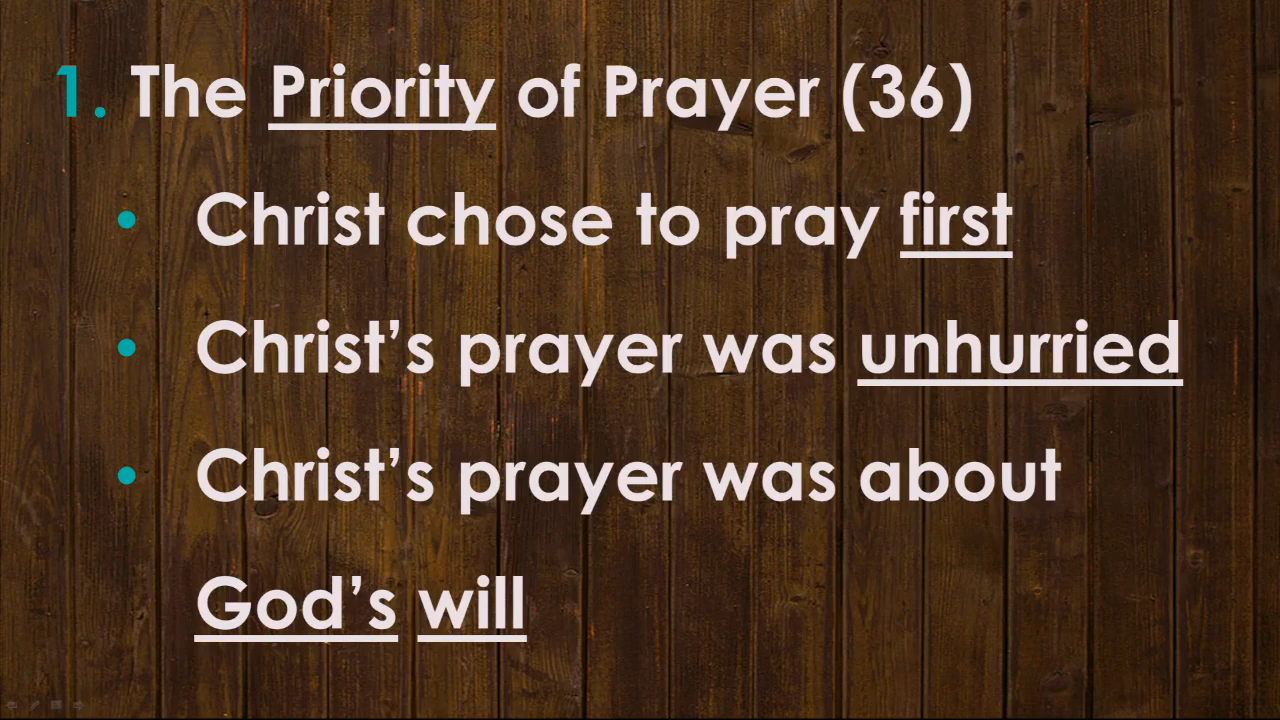 1. The Priority of Prayer (36)
• Christ chose to pray first
• Christ’s prayer was unhurried
• Christ’s prayer was about
God’s will